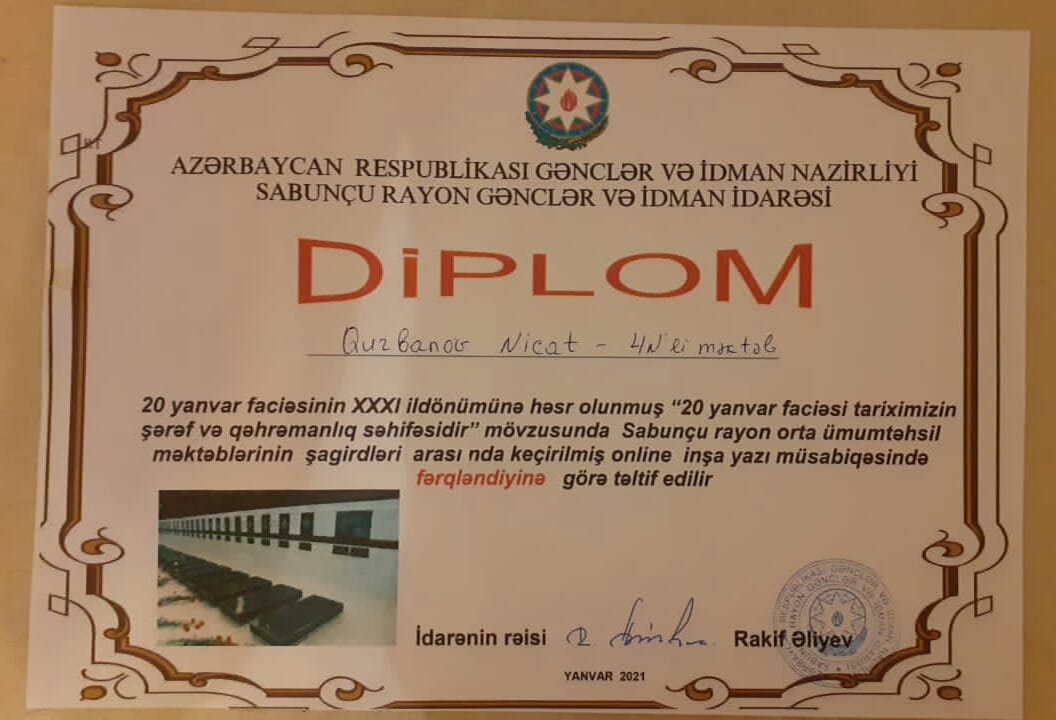 AZƏRBAYCAN RESPUBLİKASI GƏNCLƏR VƏ İDMAN NAZİRLİYİ
SABUNÇU RAYON GƏNCLƏR VƏ İDMAN İDARƏSİ
DiPLOM
Qurbanov Nicat - 4N'li məktəb
20 yanvar faciəsinin XXXI ildönümünə həsr olunmuş “20 yanvar faciəsi tariximizin
şərəf və qəhrəmanlıq səhifəsidir” mövzusunda Sabunçu rayon orta ümumtəhsil
məktəblərinin şagirdləri arası nda keçirilmiş online inşa yazı müsabiqəsində
fərqləndiyinə görə təltif edilir
İdarənin rəisi Rakif Əliyev
YANVAR 2021